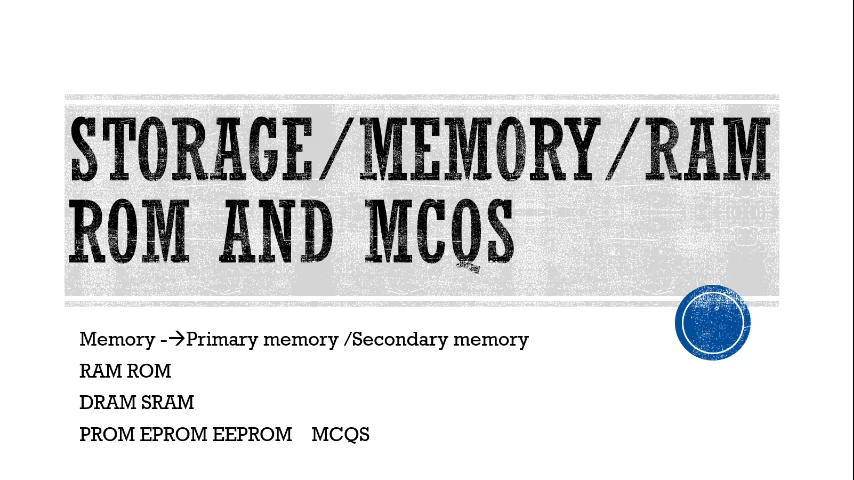 STORAGE/MEMORY/RAM
ROM AND MCQS
Memory -→Primary memory /Secondary memory
RAM ROM
DRAM SRAM
PROM EPROM EEPROM MCQS